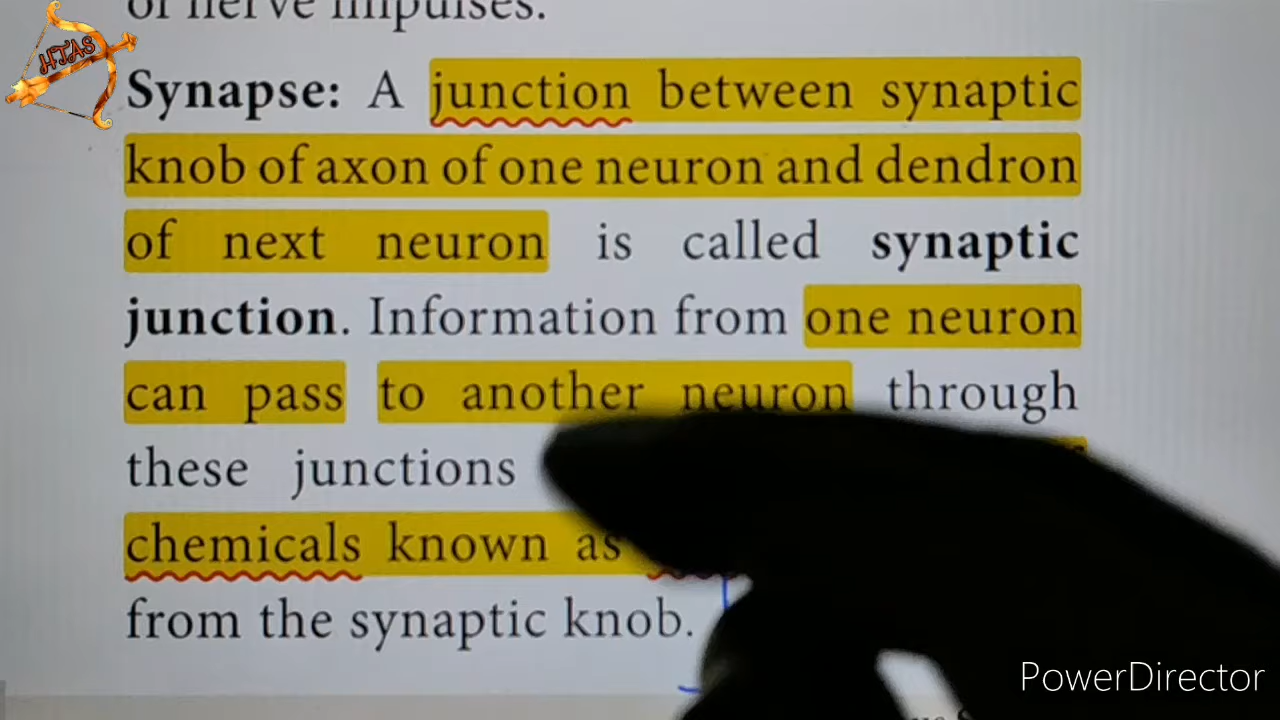 of nerve impulses.
HTAS
Synapse: A junction between synaptic
knob of axon of one neuron and dendron
of next neuron is called synaptic
junction. Information from one neuron
can pass to another neuron through
these junctions
chemicals known as
from the synaptic knob.
PowerDirector